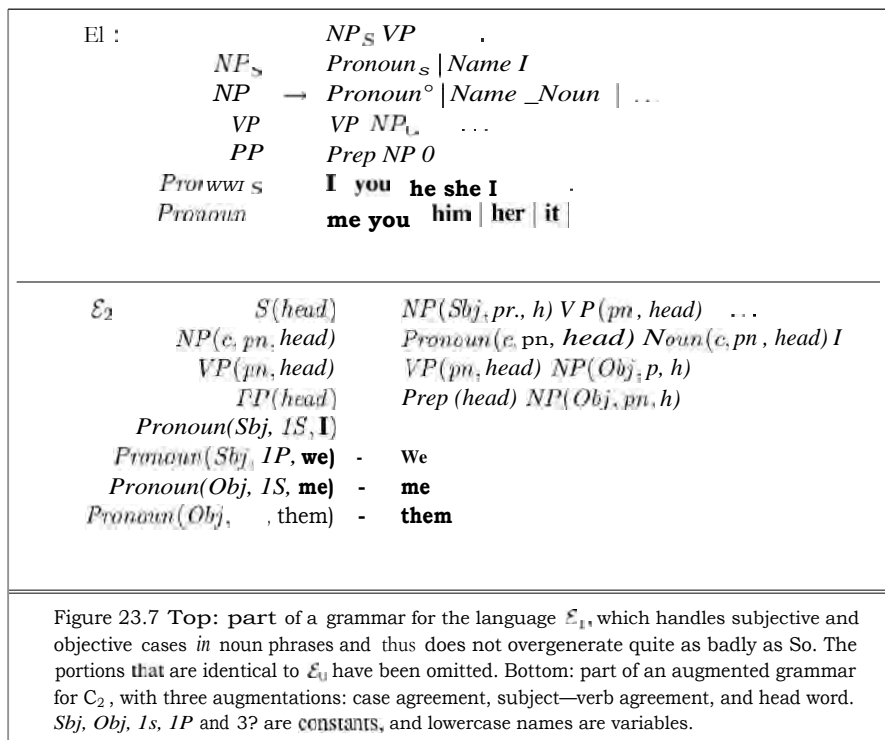 El : NP S VP .
NP S Pronoun s | Name I
NP → Pronoun° | Name _Noun | ...
VP VP NP ...
PP Prep NP 0
Pronwwi S I you he she I .
Pronoun me you him | her | it |
ℰ2 S(head) NP(Sbj, pr., h) VP(pn, head) ...
NP(c, pn, head) Pronoun(c, pn, head) Noun(c, pn, head) I
VP(pn, head) VP(pn, head) NP(Obj, p, h)
PP(head) Prep (head) NP(Obj, pn, h)
Pronoun(Sbj, 1S, I)
Pronoun(Sbj, 1P, we) - We
Pronoun(Obj, 1S, me) - me
Pronoun(Obj, , them) - them
Figure 23.7 Top: part of a grammar for the language ℰ1, which handles subjective and
objective cases in noun phrases and thus does not overgenerate quite as badly as So. The
portions that are identical to ℰ0 have been omitted. Bottom: part of an augmented grammar
for C2, with three augmentations: case agreement, subject—verb agreement, and head word.
Sbj, Obj, 1s, 1P and 3? are constants, and lowercase names are variables.